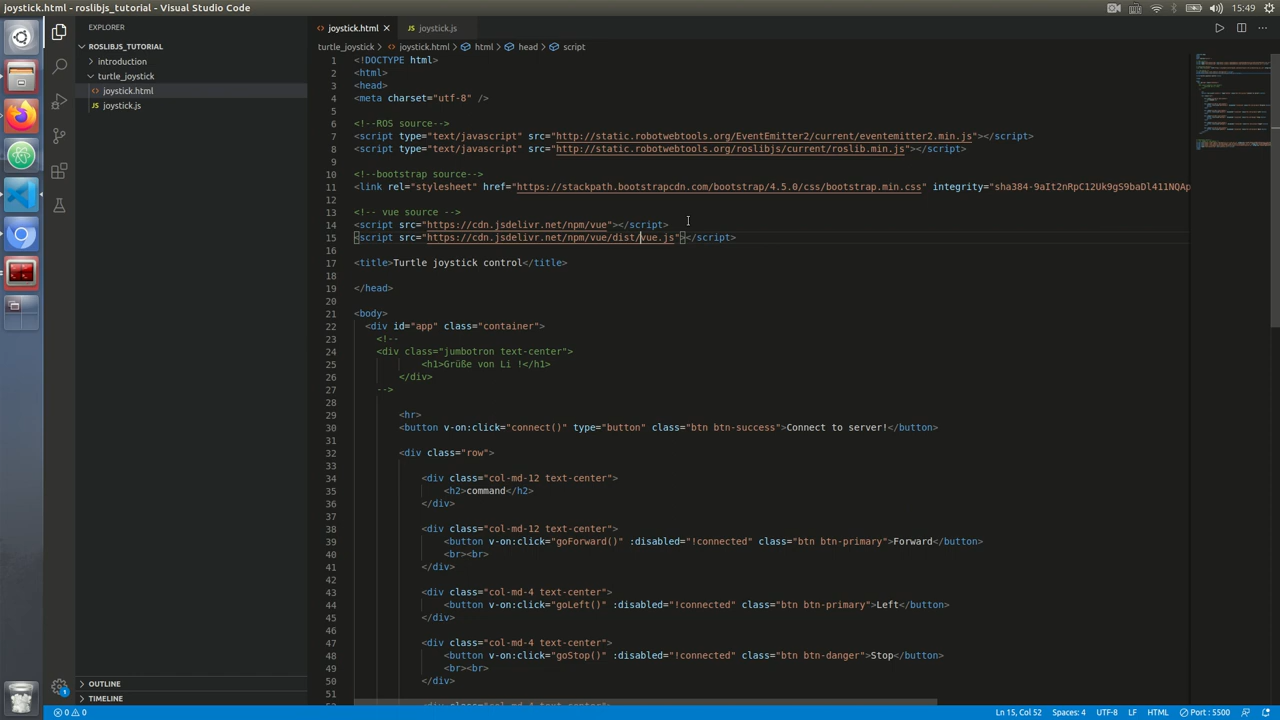 joystick.html - roslibjs_tutorial - Visual Studio Code
15:49
EXPLORER
ROSLIBJS_TUTORIAL
introduction
turtle_joystick
joystick.html
joystick.js
OUTLINE
TIMELINE
joystick.html
joystick.js
turtle_joystick > joystick.html > html > head > script
1 <!DOCTYPE html>
2 <html>
3 <head>
4 <meta charset="utf-8" />
5
6 <!--ROS source-->
7 <script type="text/javascript" src="http://static.robotwebtools.org/EventEmitter2/current/eventemitter2.min.js"></script>
8 <script type="text/javascript" src="http://static.robotwebtools.org/roslibjs/current/roslib.min.js"></script>
9
10 <!--bootstrap source-->
11 <link rel="stylesheet" href="https://stackpath.bootstrapcdn.com/bootstrap/4.5.0/css/bootstrap.min.css" integrity="sha384-9aIt2nRpC12Uk9gS9baDl411NQAp
12
13 <!-- vue source -->
14 <script src="https://cdn.jsdelivr.net/npm/vue"></script>
15 <script src="https://cdn.jsdelivr.net/npm/vue/dist/vue.js"></script>
16
17 <title>Turtle joystick control</title>
18
19 </head>
20
21 <body>
22 <div id="app" class="container">
23 <!--
24 <div class="jumbotron text-center">
25 <h1>Grüße von Li !</h1>
26 </div>
27 -->
28
29 <hr>
30 <button v-on:click="connect()" type="button" class="btn btn-success">Connect to server!</button>
31
32 <div class="row">
33
34 <div class="col-md-12 text-center">
35 <h2>command</h2>
36 </div>
37
38 <div class="col-md-12 text-center">
39 <button v-on:click="goForward()" :disabled="!connected" class="btn btn-primary">Forward</button>
40 <br><br>
41 </div>
42
43 <div class="col-md-4 text-center">
44 <button v-on:click="goLeft()" :disabled="!connected" class="btn btn-primary">Left</button>
45 </div>
46
47 <div class="col-md-4 text-center">
48 <button v-on:click="goStop()" :disabled="!connected" class="btn btn-danger">Stop</button>
49 <br><br>
50 </div>
51
1
0 0 Ln 15, Col 52 Spaces: 4 UTF-8 LF HTML Port : 5500